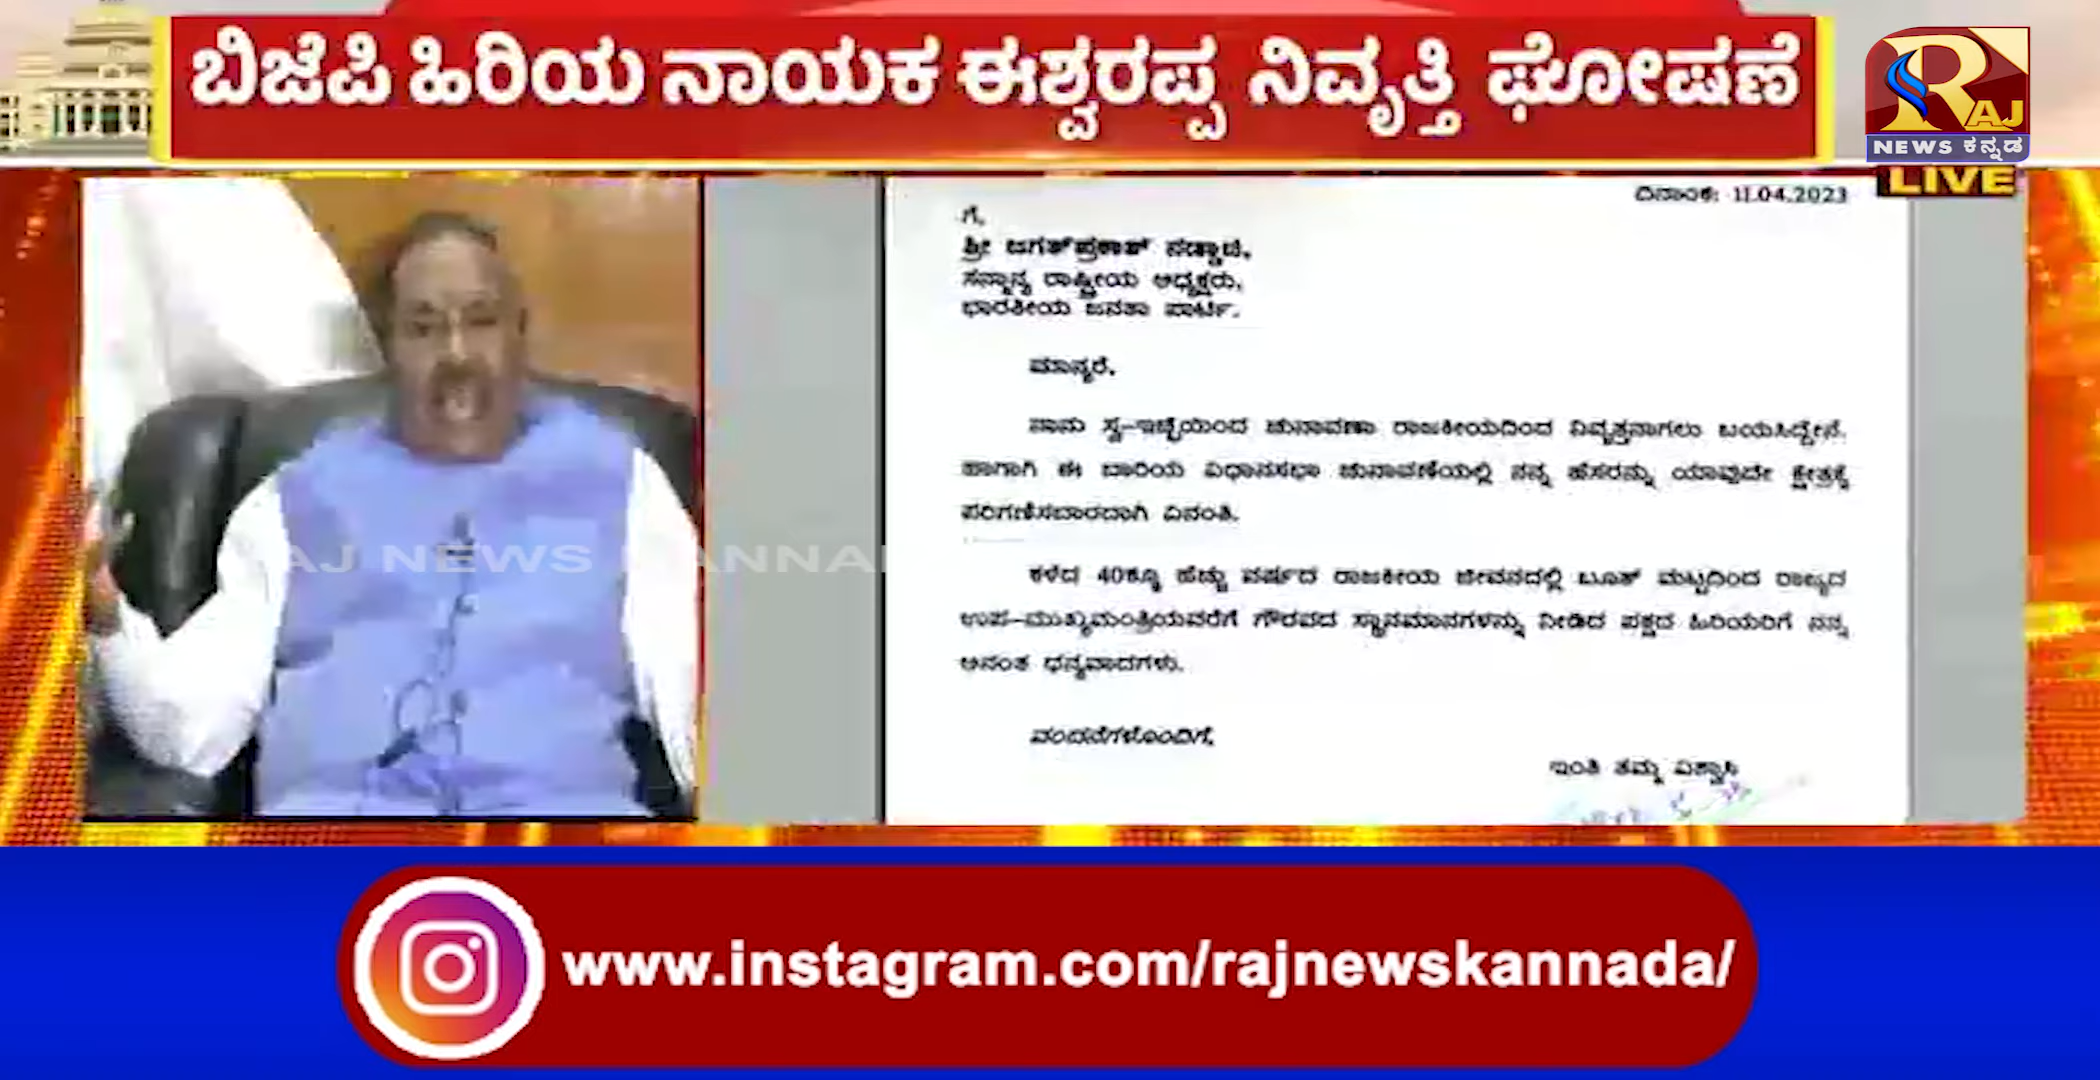 ಬಿಜೆಪಿ ಹಿರಿಯ ನಾಯಕ ಈಶ್ವರಪ್ಪ ನಿವೃತ್ತಿ ಘೋಷಣೆ
RAJ
NEWS ಕನ್ನಡ
LIVE
ದಿನಾಂಕ: 11.04.2023
ಗೆ,
ಶ್ರೀ ಜಗತ್‌ಪ್ರಕಾಶ್ ನಡ್ಡಾಜಿ,
ಸನ್ಮಾನ್ಯ ರಾಷ್ಟ್ರೀಯ ಅಧ್ಯಕ್ಷರು,
ಭಾರತೀಯ ಜನತಾ ಪಾರ್ಟಿ.
ಮಾನ್ಯರೆ,
ನಾನು ಸ್ವ-ಇಚ್ಛೆಯಿಂದ ಚುನಾವಣಾ ರಾಜಕೀಯದಿಂದ ನಿವೃತ್ತನಾಗಲು ಬಯಸಿದ್ದೇನೆ.
ಹಾಗಾಗಿ ಈ ಬಾರಿಯ ವಿಧಾನಸಭಾ ಚುನಾವಣೆಯಲ್ಲಿ ನನ್ನ ಹೆಸರನ್ನು ಯಾವುದೇ ಕ್ಷೇತ್ರಕ್ಕೆ
ಪರಿಗಣಿಸಬಾರದಾಗಿ ವಿನಂತಿ.
ಕಳೆದ 40ಕ್ಕೂ ಹೆಚ್ಚು ವರ್ಷದ ರಾಜಕೀಯ ಜೀವನದಲ್ಲಿ ಬೂತ್ ಮಟ್ಟದಿಂದ ರಾಜ್ಯದ
ಉಪ-ಮುಖ್ಯಮಂತ್ರಿಯವರೆಗೆ ಗೌರವದ ಸ್ಥಾನಮಾನಗಳನ್ನು ನೀಡಿದ ಪಕ್ಷದ ಹಿರಿಯರಿಗೆ ನನ್ನ
ಅನಂತ ಧನ್ಯವಾದಗಳು.
ವಂದನೆಗಳೊಂದಿಗೆ,
ಇಂತಿ ತಮ್ಮ ವಿಶ್ವಾಸಿ
AJ NEWS KANNA
www.instagram.com/rajnewskannada/